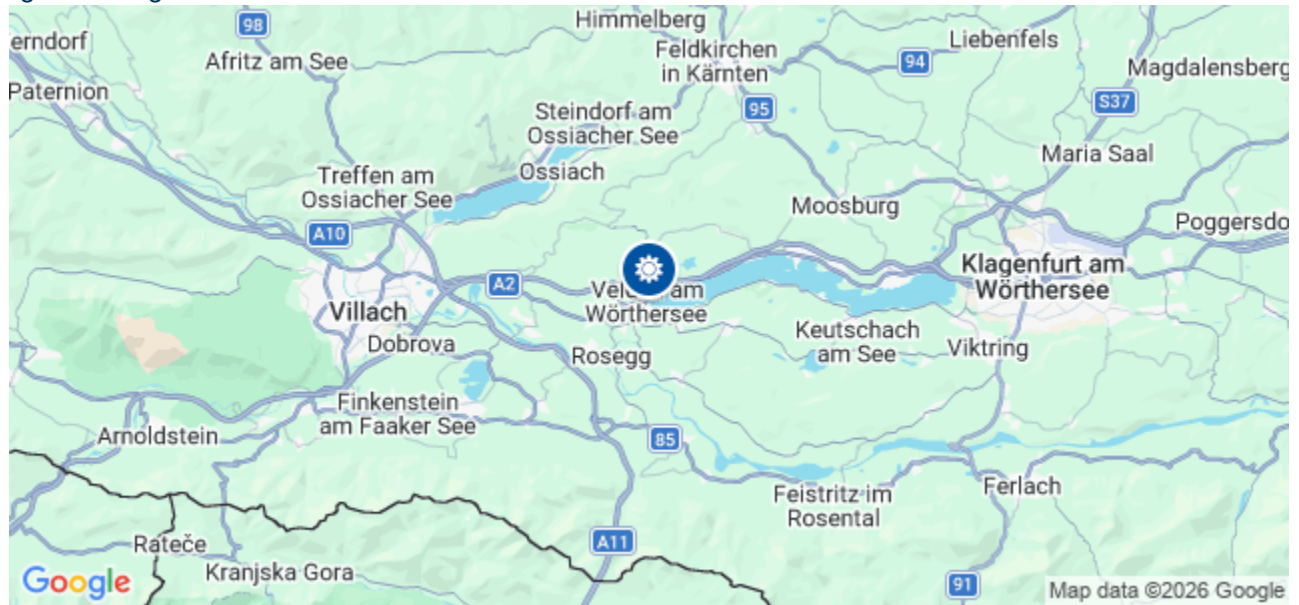 98
Himmelberg
erndorf
Afritz am See
Feldkirchen
in Kärnten
94
Liebenfels
Magdalensberg
Paternion
Steindorf am
Ossiacher See
95
S37
Maria Saal
Treffen am
Ossiacher See
Ossiach
Moosburg
Poggersdo
A10
A2
Klagenfurt am
Wörthersee
Villach
am
Wörthersee
Keutschach
am See
Dobrova
Rosegg
Viktring
Finkenstein
am Faaker See
Arnoldstein
85
Feistritz im
Rosental
Ferlach
Rateče
A11
Kranjska Gora
91
Google
Map data ©2026 Google